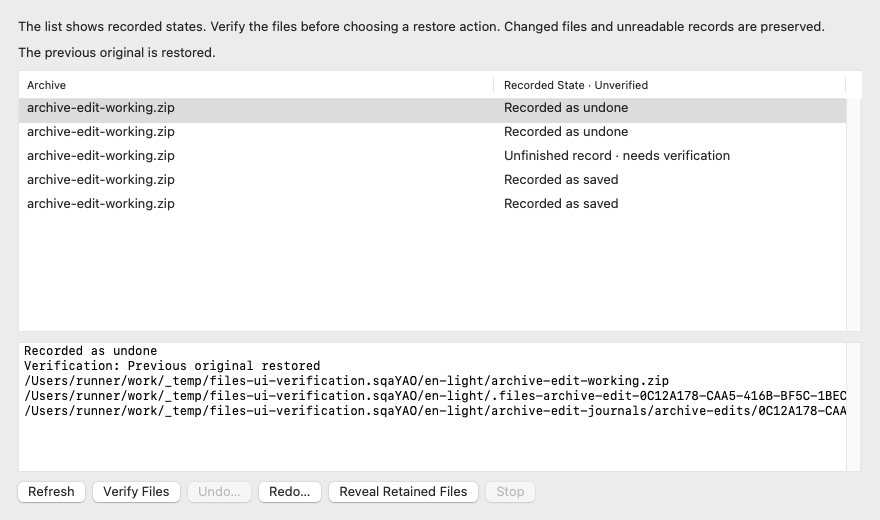 The list shows recorded states. Verify the files before choosing a restore action. Changed files and unreadable records are preserved.
The previous original is restored.
Archive Recorded State · Unverified
archive-edit-working.zip Recorded as undone
archive-edit-working.zip Recorded as undone
archive-edit-working.zip Unfinished record · needs verification
archive-edit-working.zip Recorded as saved
archive-edit-working.zip Recorded as saved
Recorded as undone
Verification: Previous original restored
/Users/runner/work/_temp/files-ui-verification.sqaYAO/en-light/archive-edit-working.zip
/Users/runner/work/_temp/files-ui-verification.sqaYAO/en-light/.files-archive-edit-0C12A178-CAA5-416B-BF5C-1BEC
/Users/runner/work/_temp/files-ui-verification.sqaYAO/en-light/archive-edit-journals/archive-edits/0C12A178-CAA
Refresh Verify Files Undo... Redo... Reveal Retained Files Stop